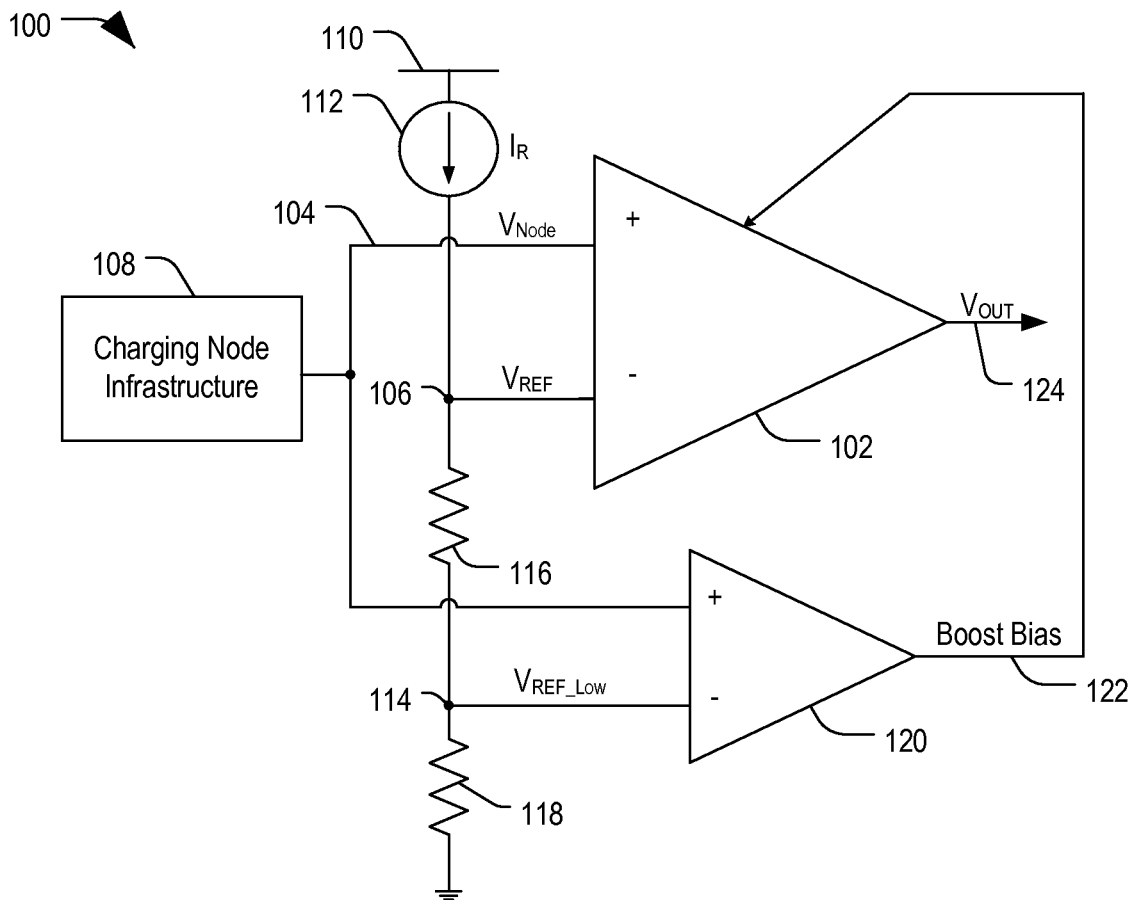 100
110
112
I_R
104
V_Node
108
Charging Node
Infrastructure
+
V_OUT
124
-
106
V_REF
102
116
+
Boost Bias
122
V_REF_Low
114
-
120
118